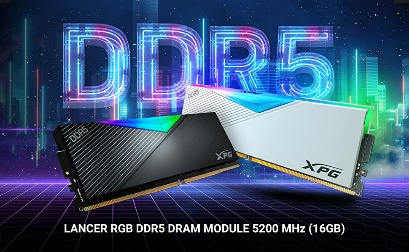 DDR5
DDR5
XPG
XPG
LANCER RGB DDR5 DRAM MODULE 5200 MHz (16GB)